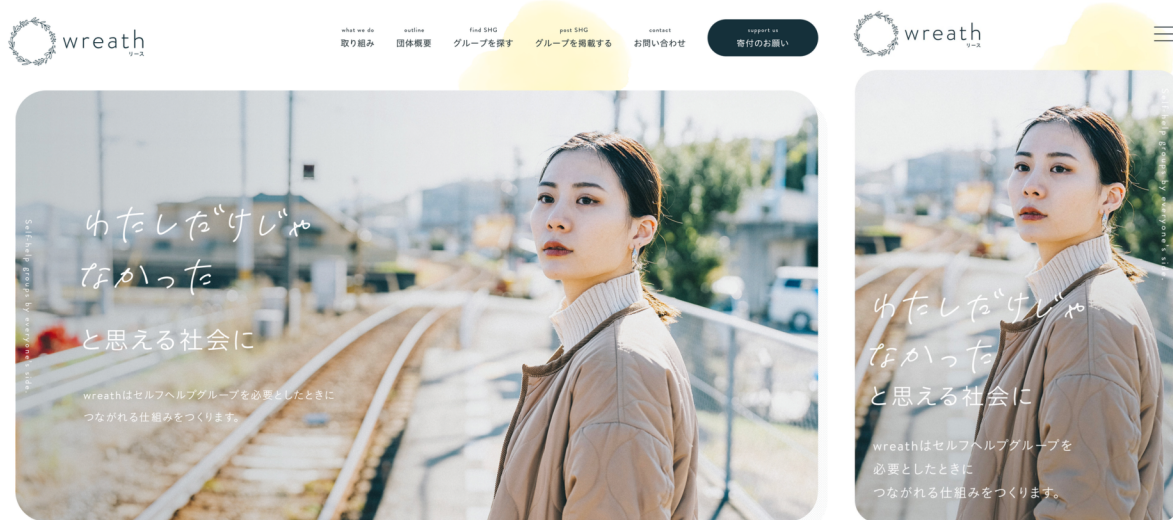 wreath
リース
what we do
取り組み
outline
団体概要
find SMG
グループを探す
post SMG
グループを掲載する
contact
お問い合わせ
support us
寄付のお願い
Self-help groups by everyone's side.
わたしだけじゃ
なかった
と思える社会に
wreathはセルフヘルプグループを必要としたときに
つながれる仕組みをつくります。
wreath
リース
Self-help groups by everyone's side.
わたしだけじゃ
なかった
と思える社会に
wreathはセルフヘルプグループを
必要としたときに
つながれる仕組みをつくります。